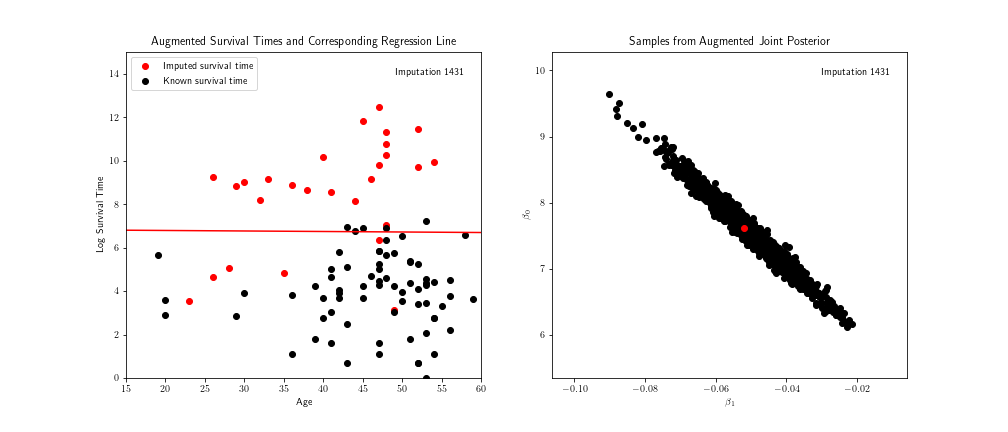 Augmented Survival Times and Corresponding Regression Line
Imputed survival time
Known survival time
Imputation 1431
Log Survival Time
14
12
10
8
6
4
2
0
15
20
25
30
35
40
45
50
55
60
Age
Samples from Augmented Joint Posterior
Imputation 1431
β₀
10
9
8
7
6
−0.10
−0.08
−0.06
−0.04
−0.02
β₁